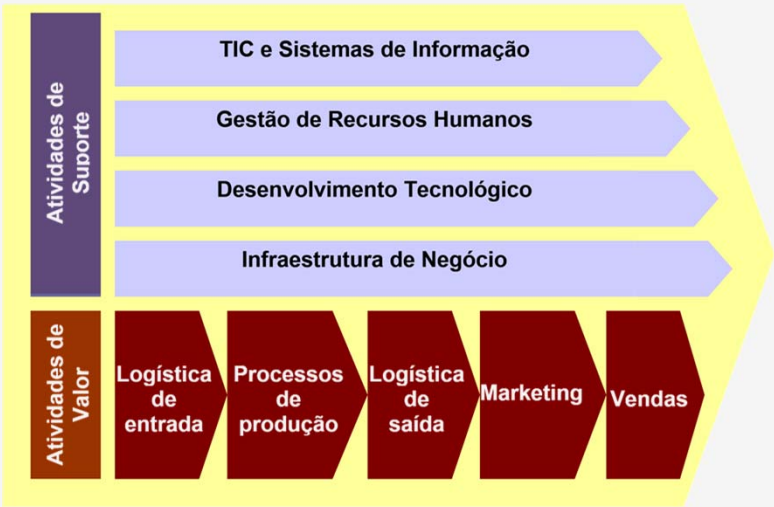 Atividades de
Suporte
TIC e Sistemas de Informação
Gestão de Recursos Humanos
Desenvolvimento Tecnológico
Infraestrutura de Negócio
Atividades de
Valor
Logística
de
entrada
Processos
de
produção
Logística
de
saída
Marketing
Vendas